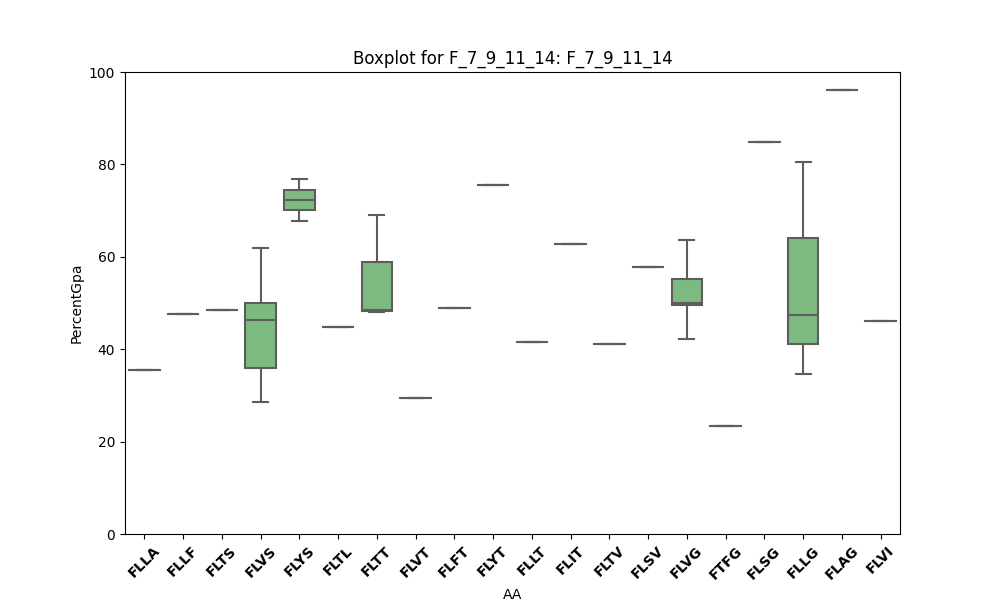 Boxplot for F_7_9_11_14: F_7_9_11_14
100
80
60
40
20
0
PercentGpa
FLLA FLLF FLTS FLVS FLYS FLTL FLTT FLVT FLFT FLYT FLLT FLIT FLTV FLSV FLVG FTFG FLSG FLLG FLAG FLVI
AA